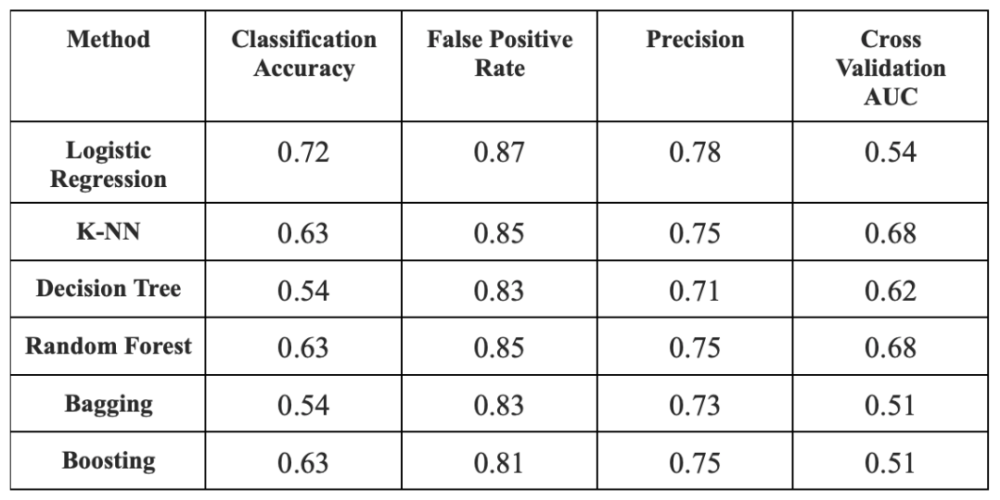 Method Classification Accuracy False Positive Rate Precision Cross Validation AUC
Logistic Regression 0.72 0.87 0.78 0.54
K-NN 0.63 0.85 0.75 0.68
Decision Tree 0.54 0.83 0.71 0.62
Random Forest 0.63 0.85 0.75 0.68
Bagging 0.54 0.83 0.73 0.51
Boosting 0.63 0.81 0.75 0.51